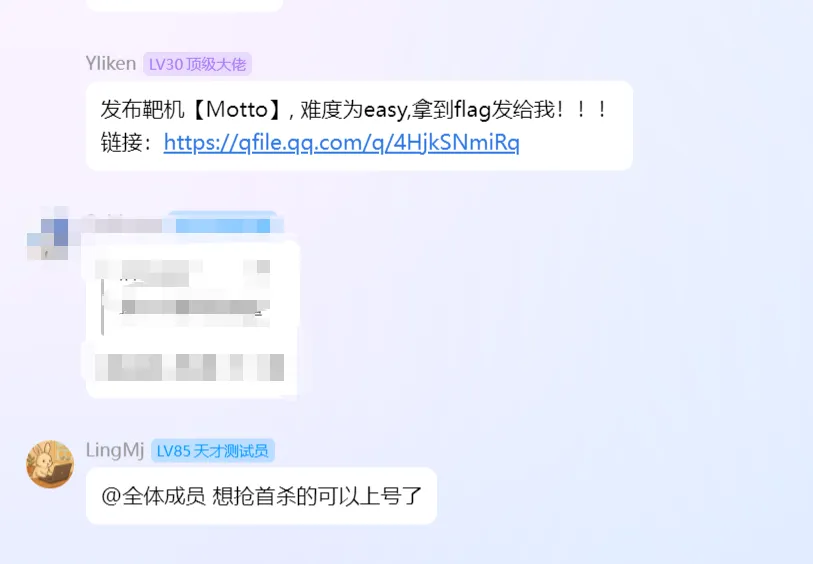 Yliken LV30 顶级大佬
发布靶机【Motto】, 难度为easy,拿到flag发给我！！！
链接：https://qfile.qq.com/q/4HjkSNmiRq
LingMj LV85 天才测试员
@全体成员 想抢首杀的可以上号了